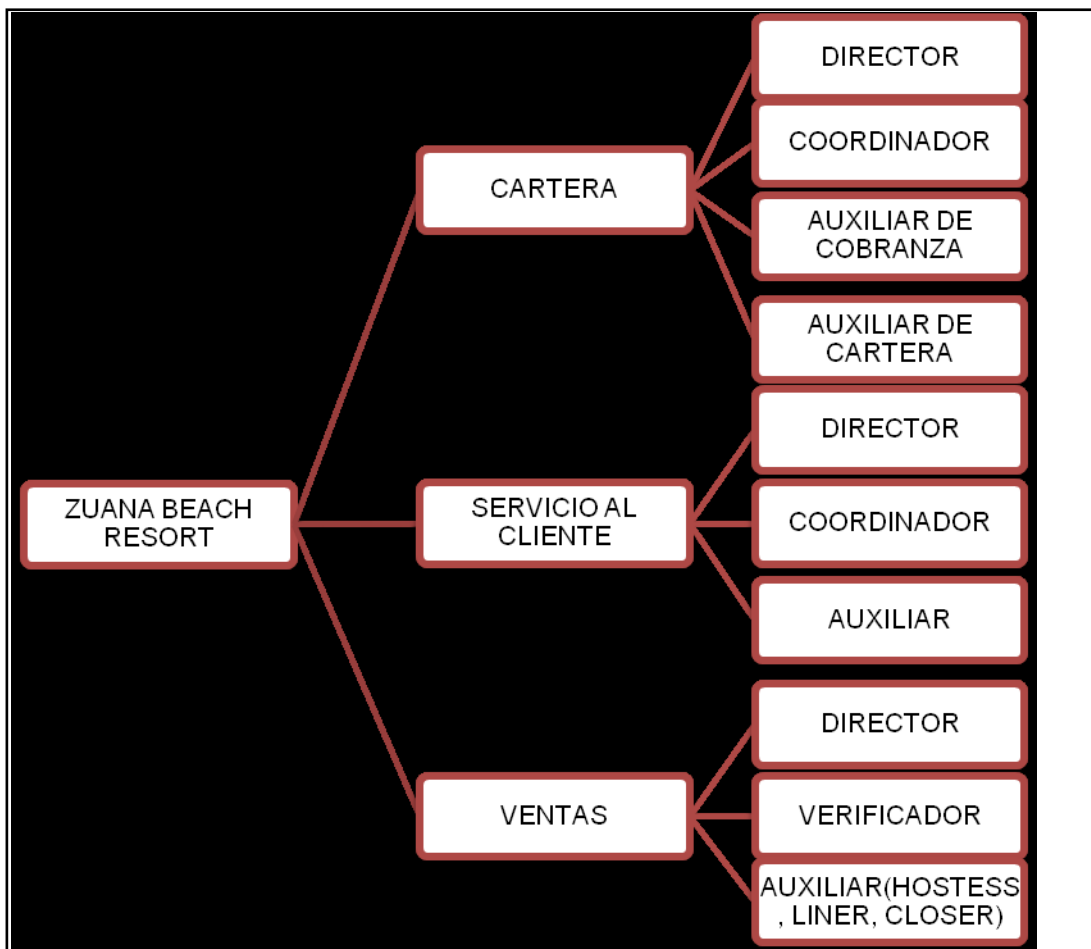 DIRECTOR
COORDINADOR
CARTERA
AUXILIAR DE
COBRANZA
AUXILIAR DE
CARTERA
DIRECTOR
ZUANA BEACH
RESORT
SERVICIO AL
CLIENTE
COORDINADOR
AUXILIAR
DIRECTOR
VENTAS
VERIFICADOR
AUXILIAR(HOSTESS
, LINER, CLOSER)